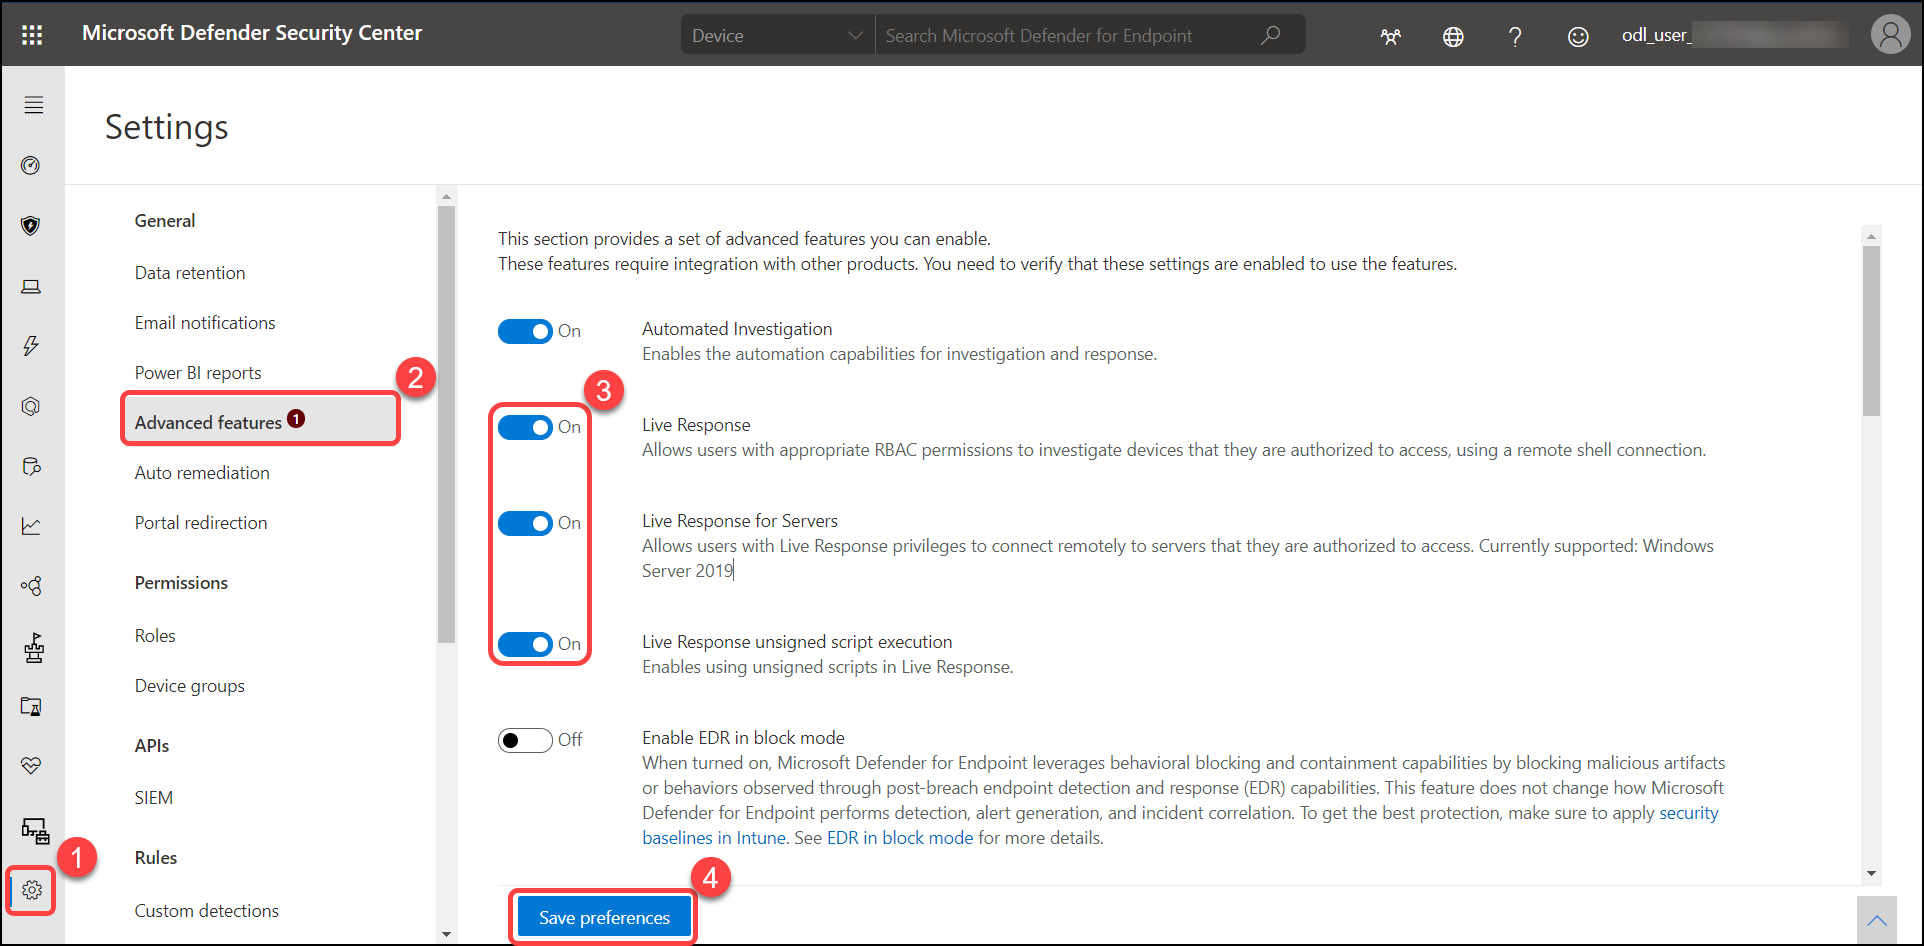 Microsoft Defender Security Center
Device
Search Microsoft Defender for Endpoint
?
odl_user_
Settings
General
Data retention
Email notifications
Power BI reports
2
Advanced features 1
Auto remediation
Portal redirection
Permissions
Roles
Device groups
APIs
SIEM
Rules
1
Custom detections
This section provides a set of advanced features you can enable.
These features require integration with other products. You need to verify that these settings are enabled to use the features.
On
Automated Investigation
Enables the automation capabilities for investigation and response.
3
On
Live Response
Allows users with appropriate RBAC permissions to investigate devices that they are authorized to access, using a remote shell connection.
On
Live Response for Servers
Allows users with Live Response privileges to connect remotely to servers that they are authorized to access. Currently supported: Windows
Server 2019
On
Live Response unsigned script execution
Enables using unsigned scripts in Live Response.
Off
Enable EDR in block mode
When turned on, Microsoft Defender for Endpoint leverages behavioral blocking and containment capabilities by blocking malicious artifacts
or behaviors observed through post-breach endpoint detection and response (EDR) capabilities. This feature does not change how Microsoft
Defender for Endpoint performs detection, alert generation, and incident correlation. To get the best protection, make sure to apply security
baselines in Intune. See EDR in block mode for more details.
4
Save preferences